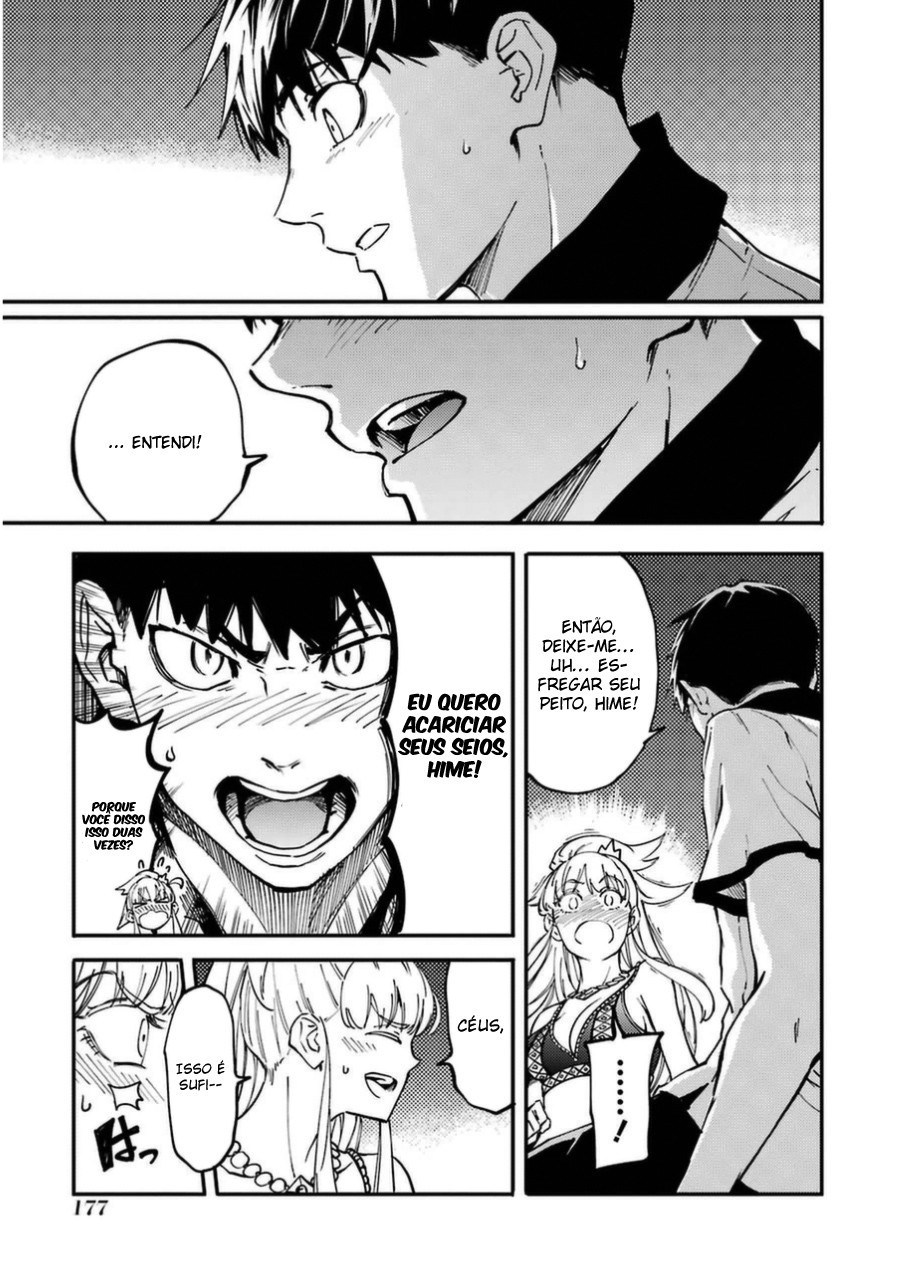 ... ENTENDI!
ENTÃO,
DEIXE-ME...
UH... ES-
FREGAR SEU
PEITO, HIME!
......!
EU QUERO
ACARICIAR
SEUS SEIOS,
HIME!
PORQUE
VOCÊ DISSO
ISSO DUAS
VEZES?
CÉUS,
ISSO É
SUFI--
はっ
177